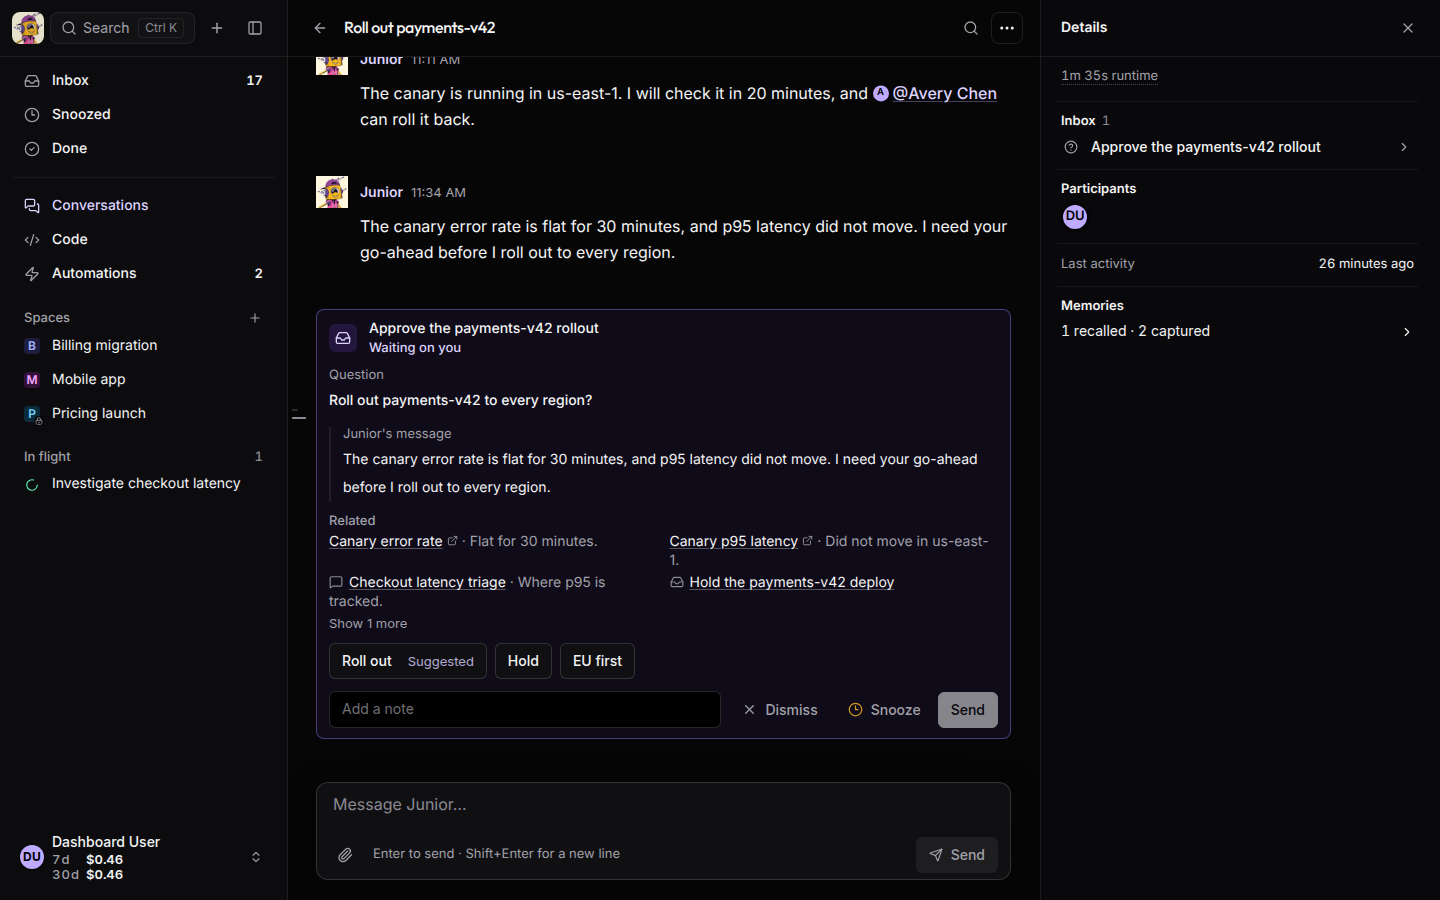 Search Ctrl K
Inbox 17
Snoozed
Done
Conversations
Code
Automations 2
Spaces
B Billing migration
M Mobile app
P Pricing launch
In flight 1
Investigate checkout latency
DU Dashboard User
7d $0.46
30d $0.46
Roll out payments-v42
Junior 11:11 AM
The canary is running in us-east-1. I will check it in 20 minutes, and A @Avery Chen
can roll it back.
Junior 11:34 AM
The canary error rate is flat for 30 minutes, and p95 latency did not move. I need your
go-ahead before I roll out to every region.
Approve the payments-v42 rollout
Waiting on you
Question
Roll out payments-v42 to every region?
Junior's message
The canary error rate is flat for 30 minutes, and p95 latency did not move. I need your go-ahead
before I roll out to every region.
Related
Canary error rate · Flat for 30 minutes.
Canary p95 latency · Did not move in us-east-
1.
Checkout latency triage · Where p95 is
tracked.
Hold the payments-v42 deploy
Show 1 more
Roll out Suggested Hold EU first
Add a note Dismiss Snooze Send
Message Junior...
Enter to send · Shift+Enter for a new line Send
Details
1m 35s runtime
Inbox 1
Approve the payments-v42 rollout
Participants
DU
Last activity 26 minutes ago
Memories
1 recalled · 2 captured